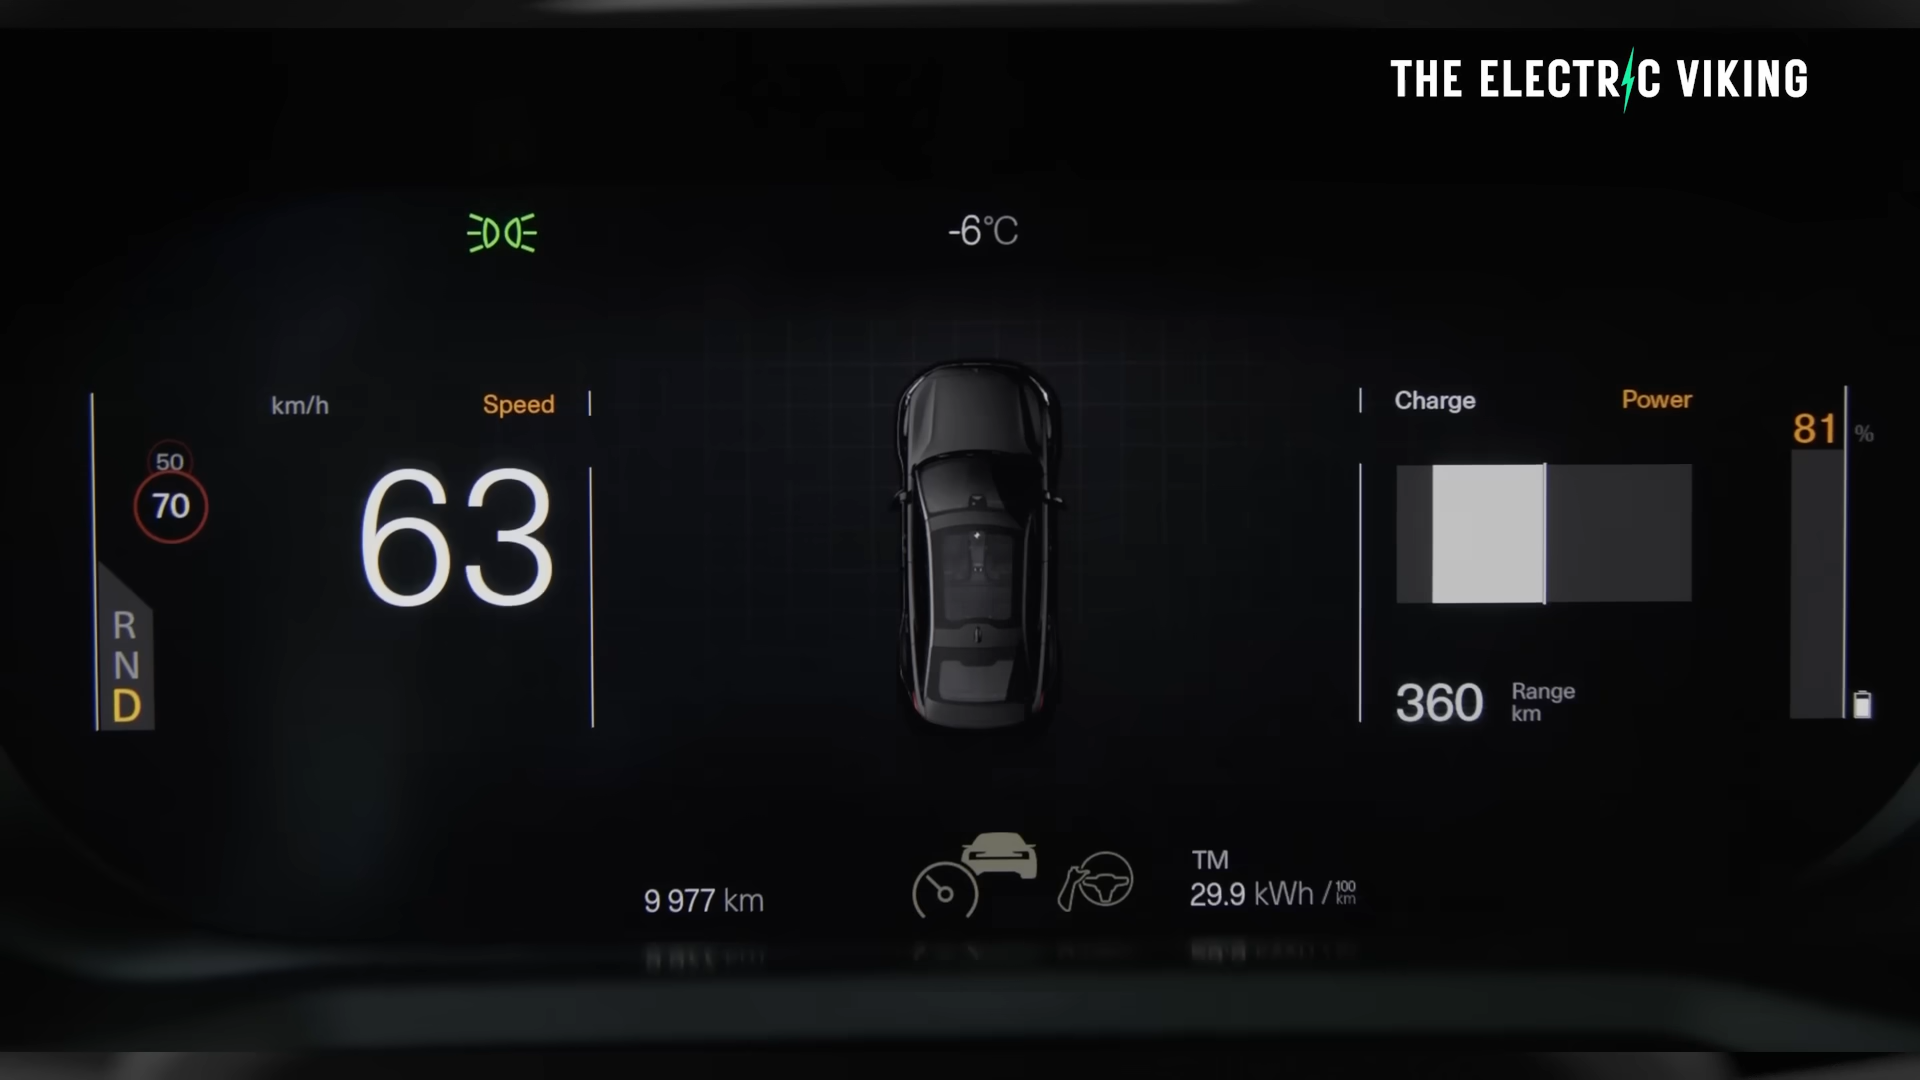 THE ELECTRIC VIKING
-6°C
km/h Speed
Charge Power
81 %
50
70
63
R
N
D
360 Range km
TM
9 977 km
29.9 kWh / 100 km